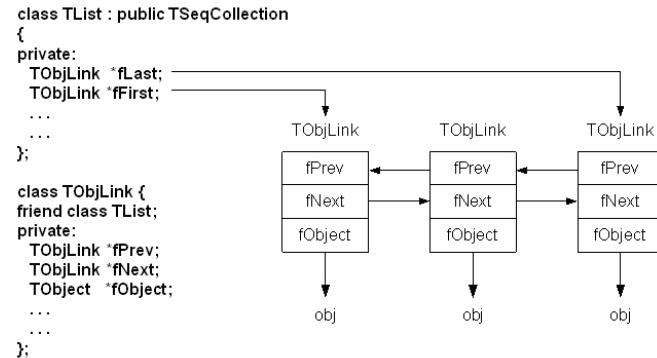 class TList : public TSeqCollection
{
private:
TObjLink *fLast;
TObjLink *fFirst;
. . .
. . .
};
class TObjLink {
friend class TList;
private:
TObjLink *fPrev;
TObjLink *fNext;
TObject *fObject;
. . .
. . .
};
TObjLink TObjLink TObjLink
fPrev fPrev fPrev
fNext fNext fNext
fObject fObject fObject
obj obj obj